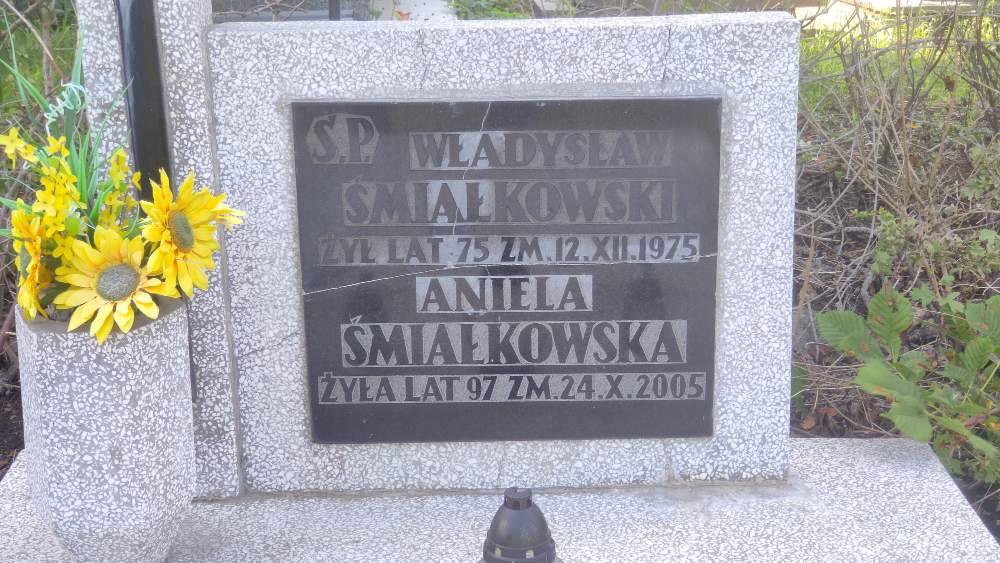 Ś.P. WŁADYSŁAW
ŚMIAŁKOWSKI
ŻYŁ LAT 75 ZM. 12. XII. 1975
ANIELA
ŚMIAŁKOWSKA
ŻYŁA LAT 97 ZM. 24. X. 2005